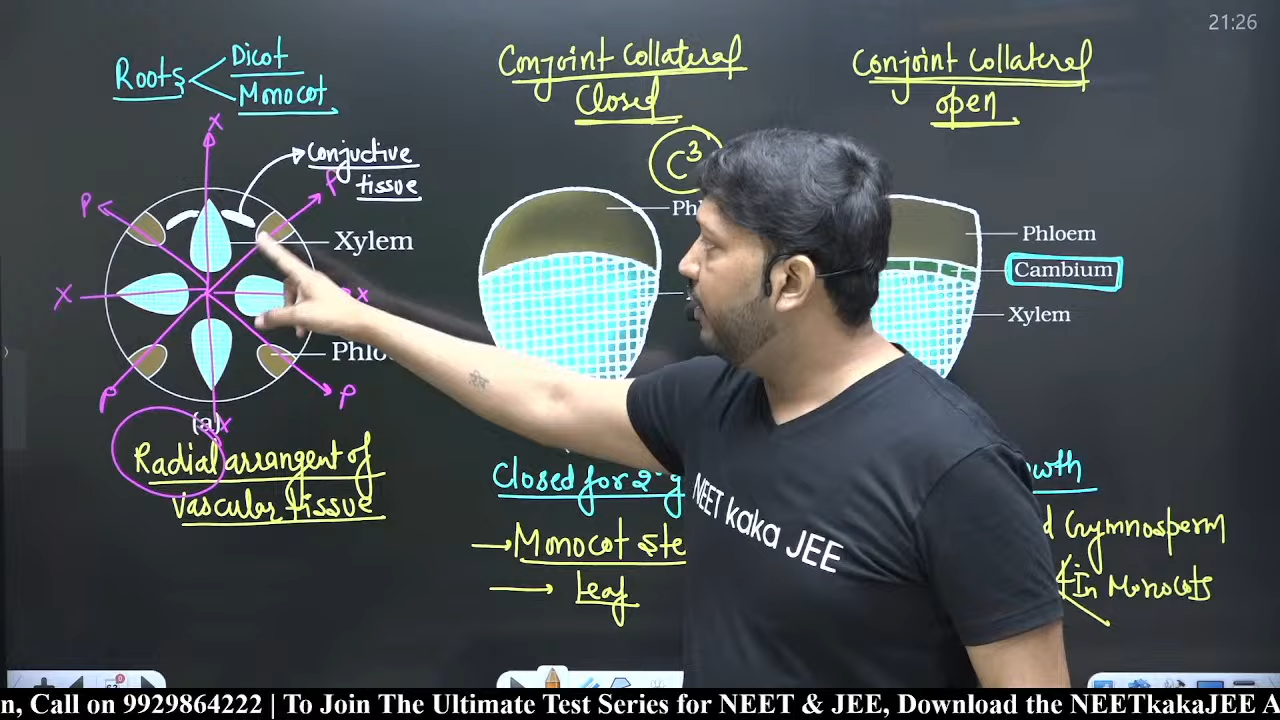 21:26
Roots
Dicot
Monocot
Conjoint Collateral
Closed
Conjoint Collateral
open
C3
X
Conjuctive
tissue
P
P
Xylem
X
X
P
P
X
(a)
Radial arrangent of
Vascular tissue
Phloem
Cambium
Xylem
Closed for 2°
Monocot
Leaf
Gymnosperm
In Monocots
NEET kaka JEE
Call on 9929864222 | To Join The Ultimate Test Series for NEET & JEE, Download the NEETkakaJEE A